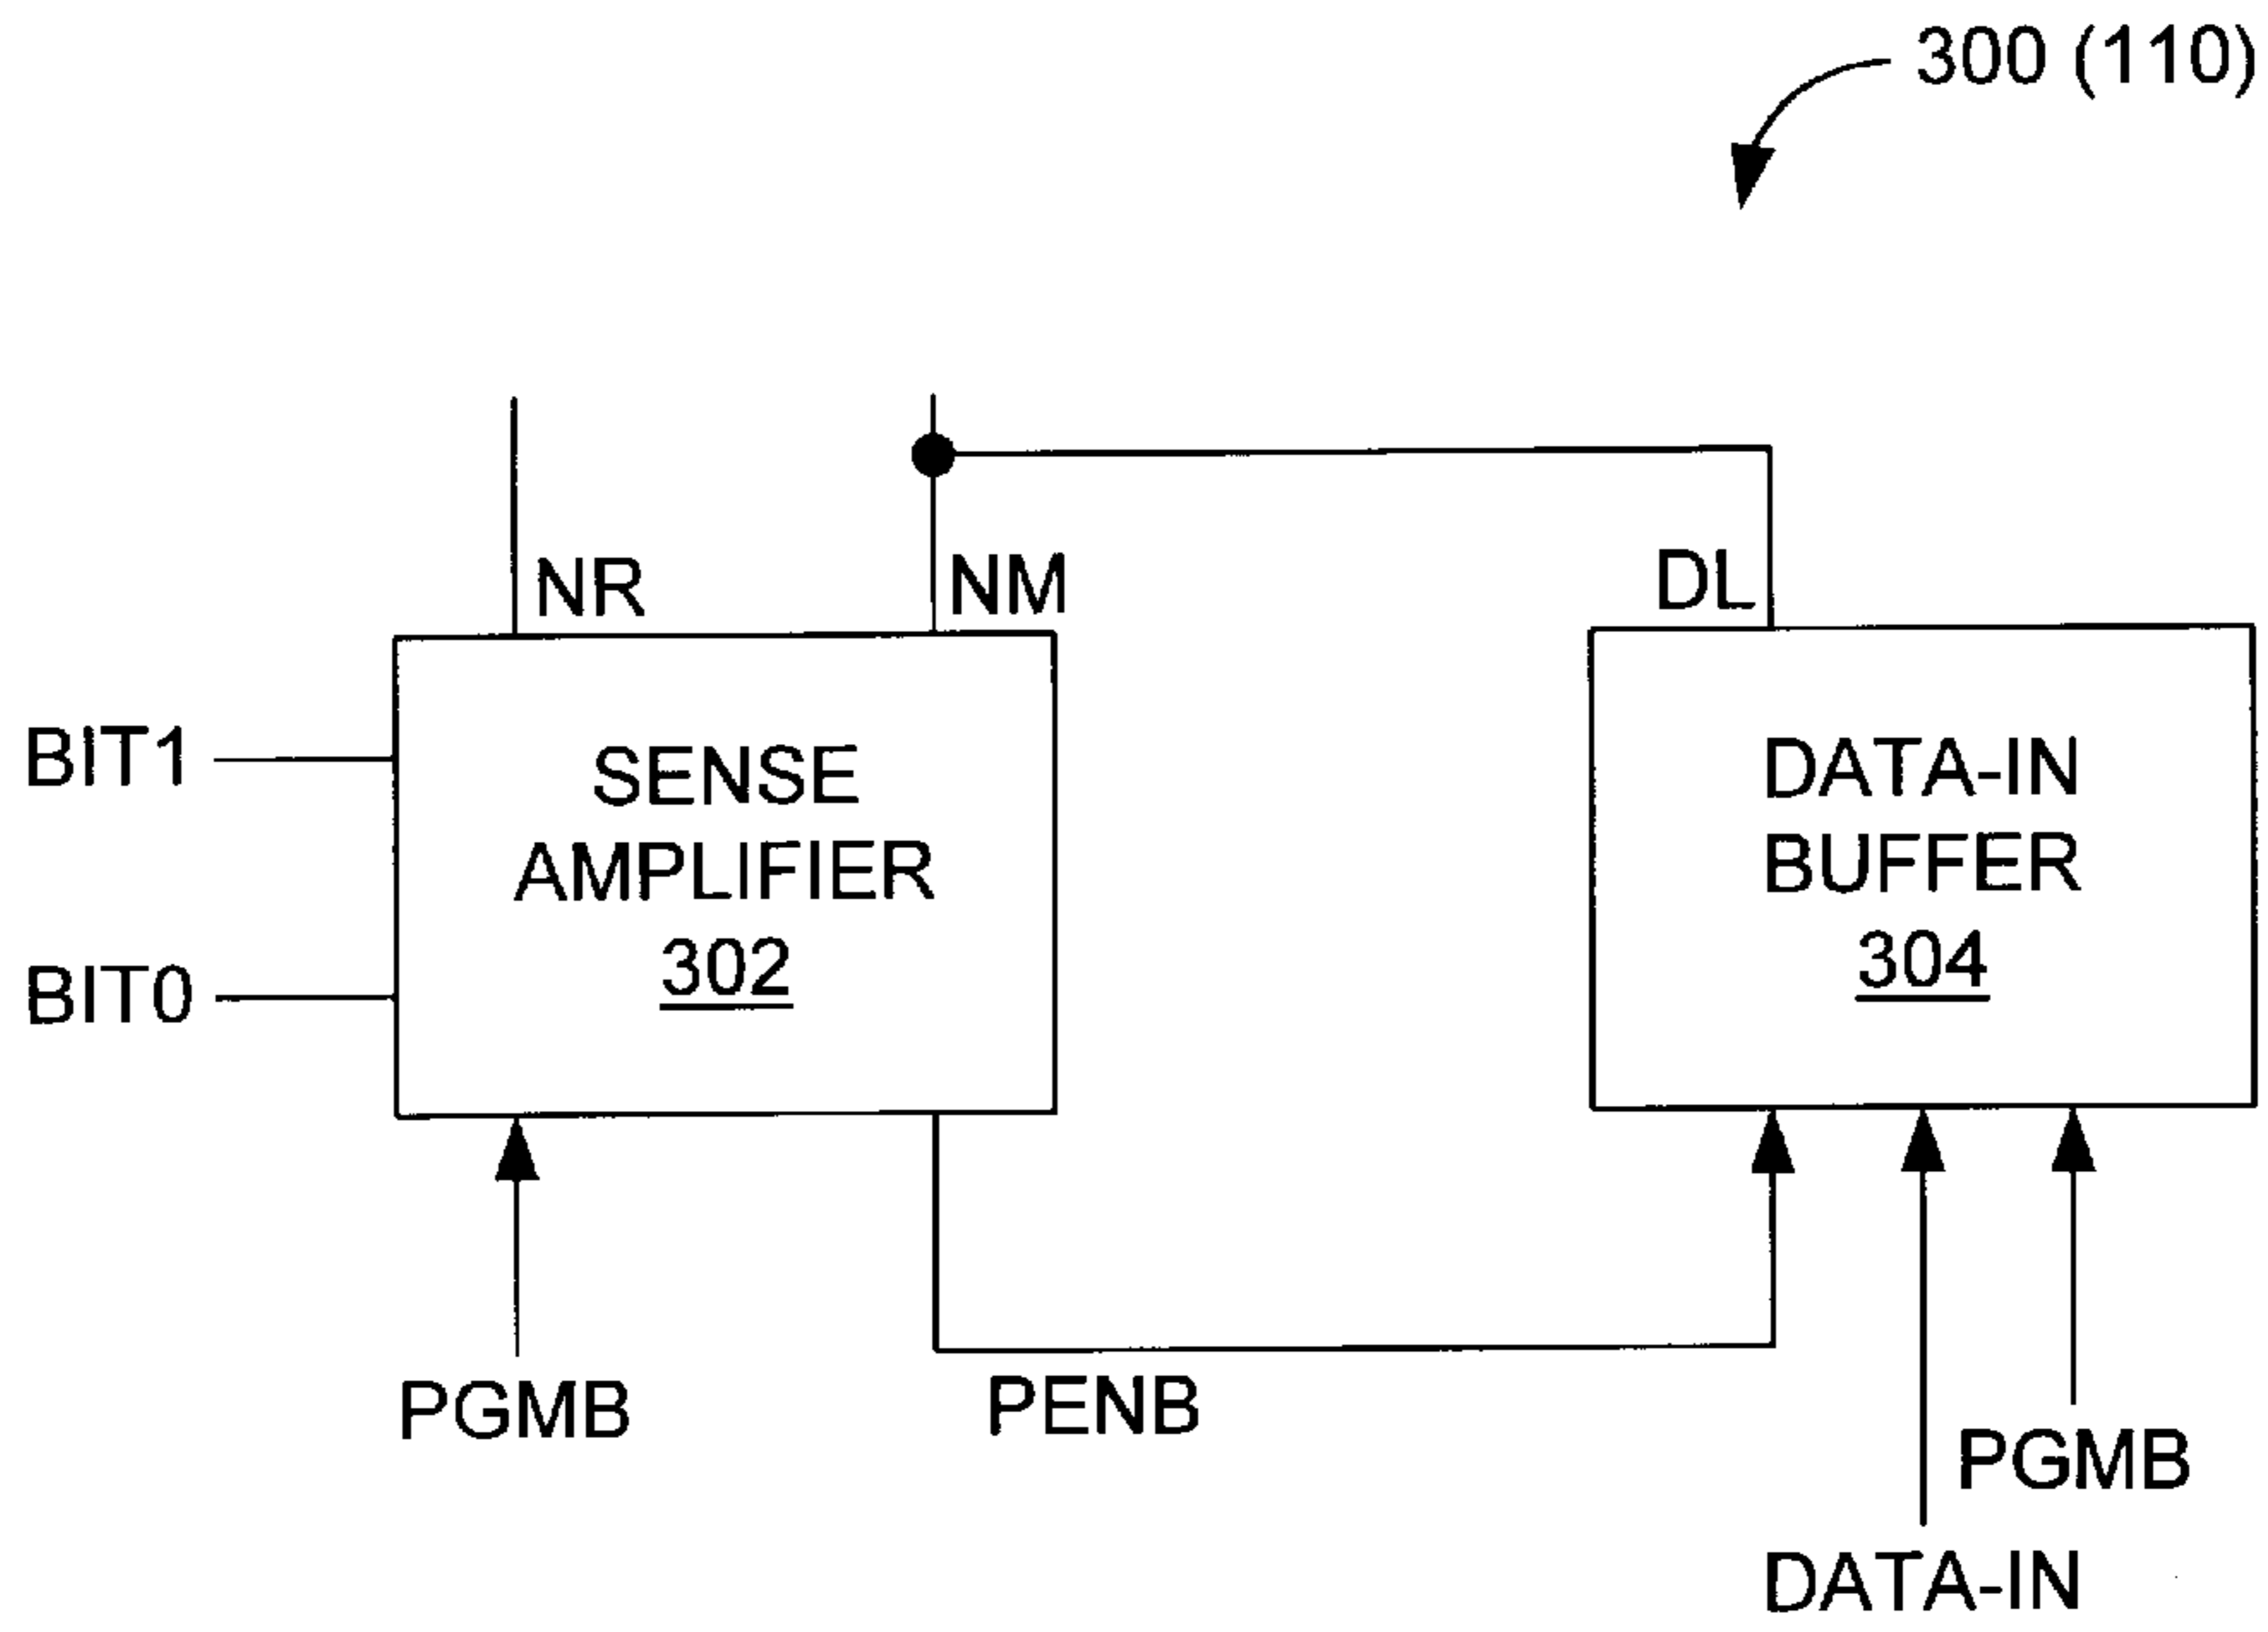 300 (110)
NR
NM
DL
BIT1
BIT0
SENSE
AMPLIFIER
302
DATA-IN
BUFFER
304
PGMB
PENB
PGMB
DATA-IN